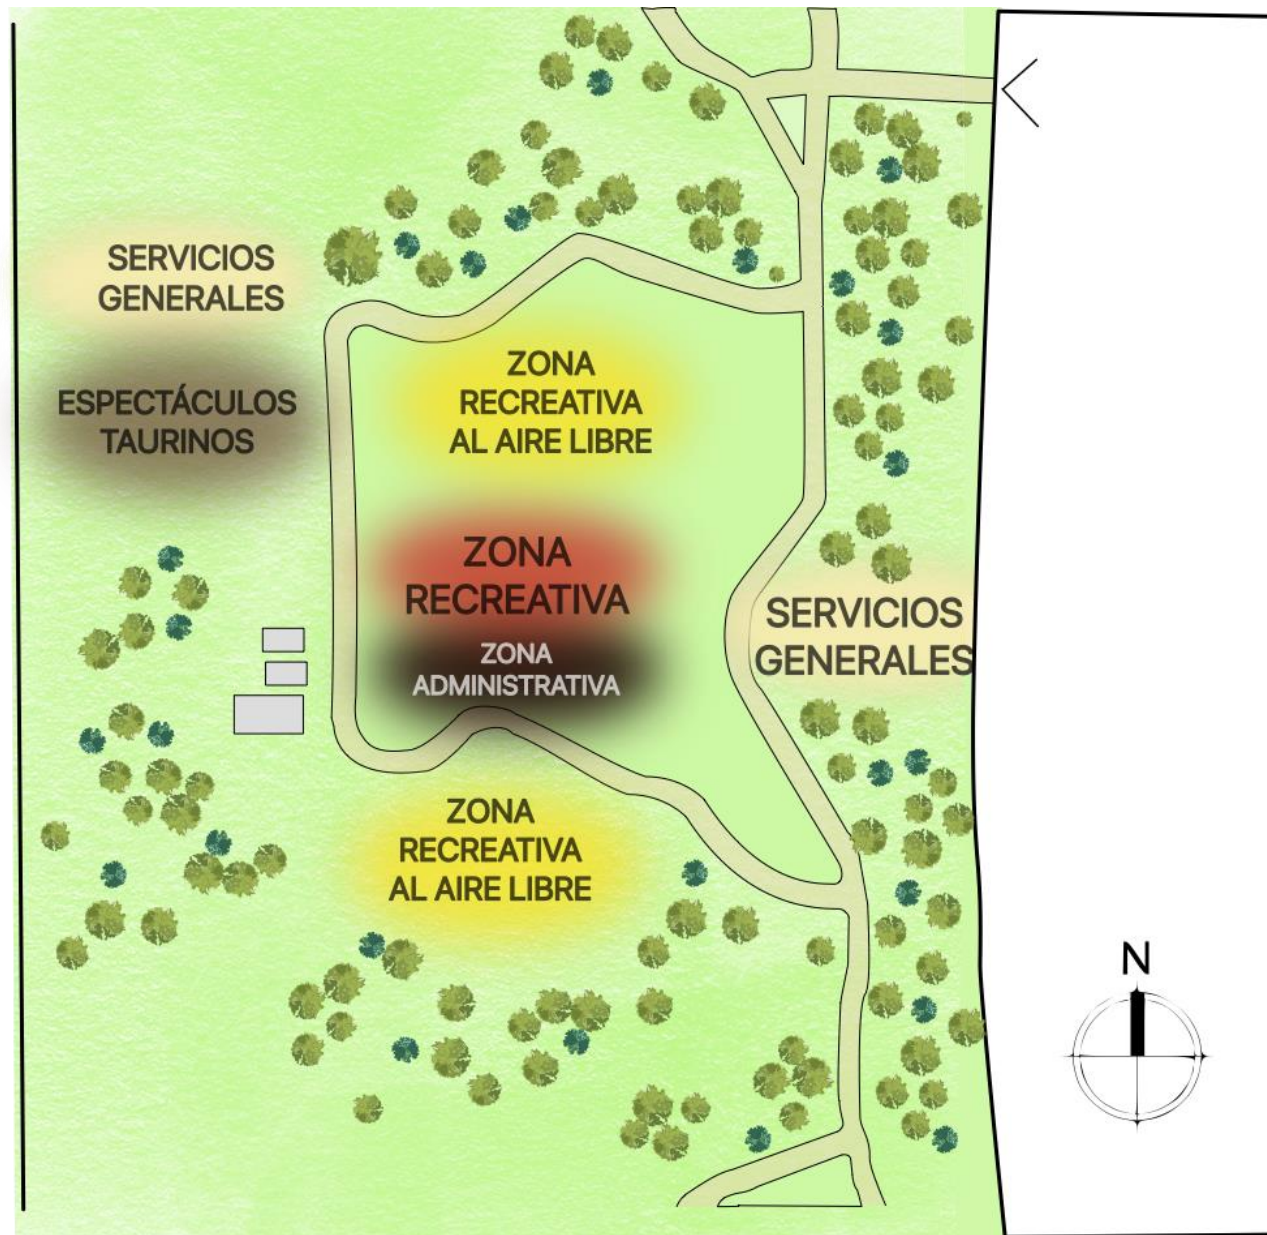 SERVICIOS
GENERALES
ESPECTÁCULOS
TAURINOS
ZONA
RECREATIVA
AL AIRE LIBRE
ZONA
RECREATIVA
ZONA
ADMINISTRATIVA
SERVICIOS
GENERALES
ZONA
RECREATIVA
AL AIRE LIBRE
N